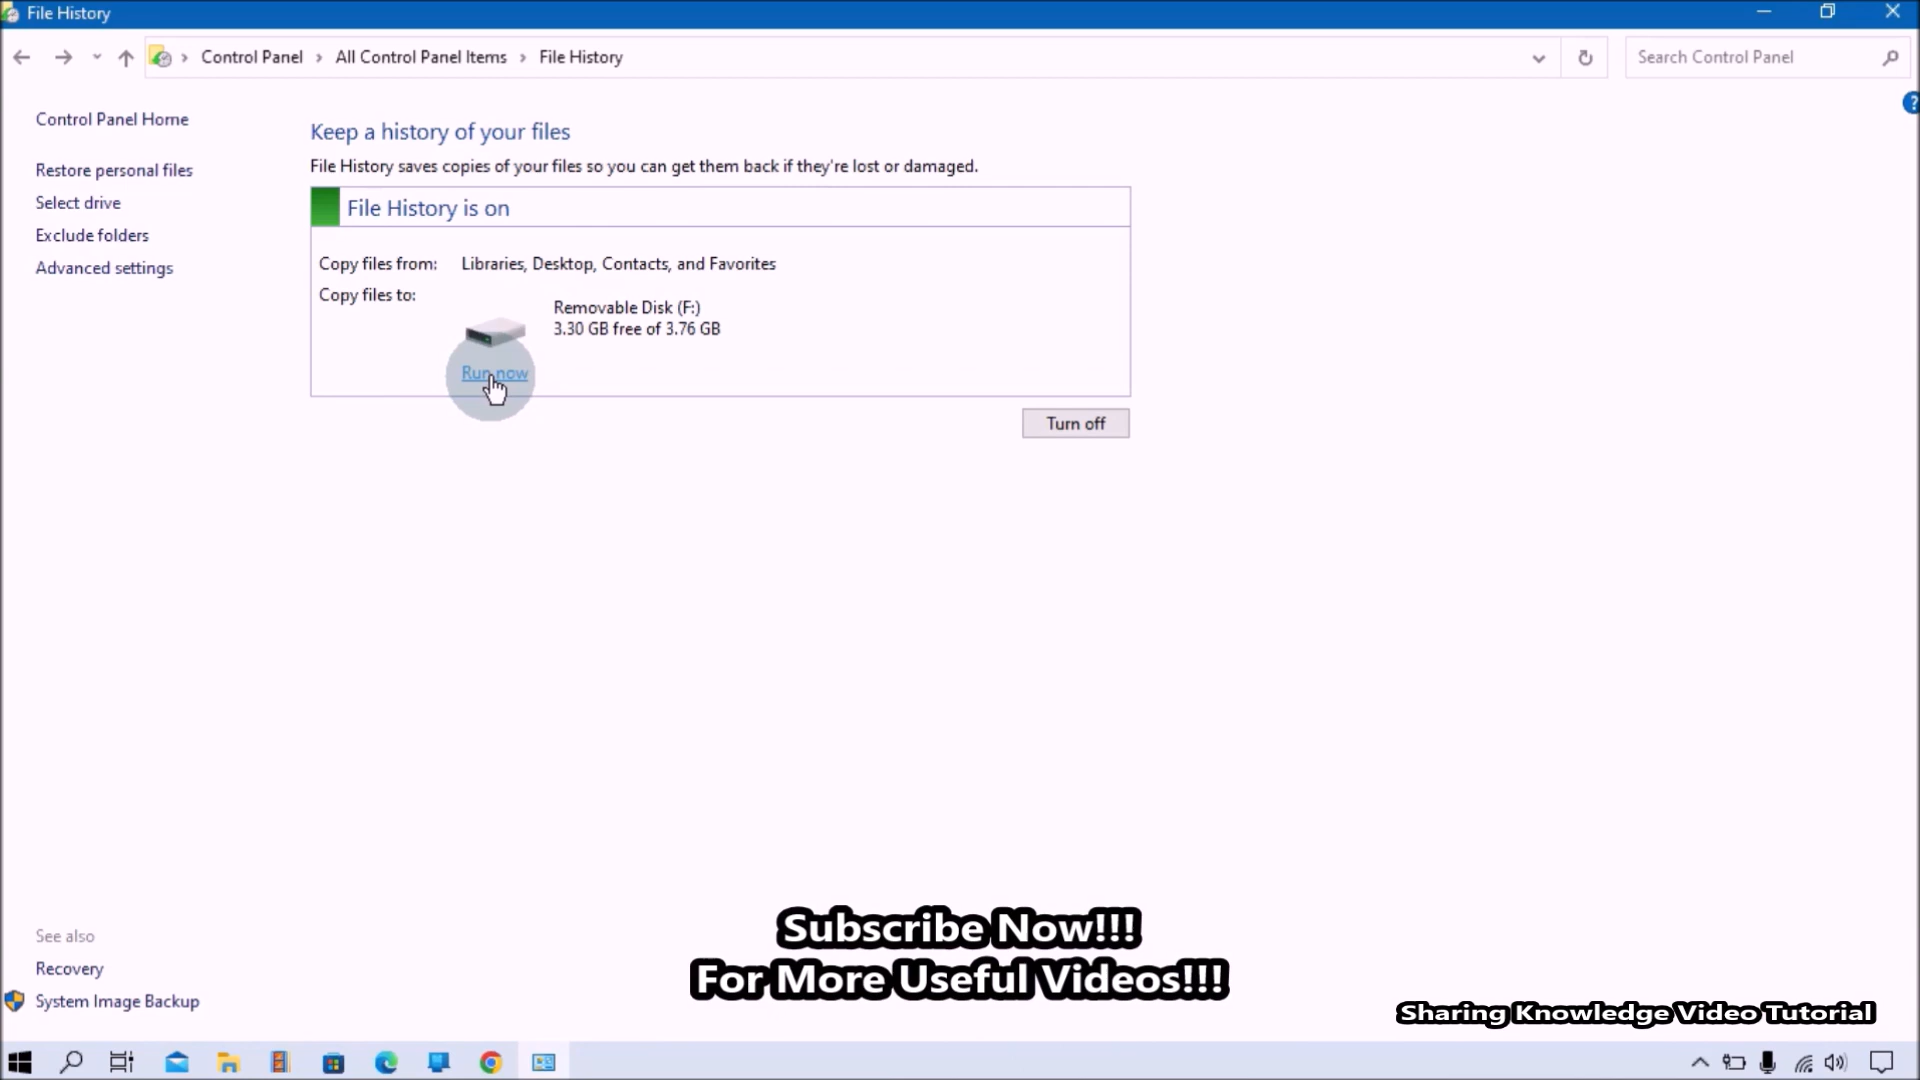 File History
Control Panel > All Control Panel Items > File History
Search Control Panel
?
Control Panel Home
Restore personal files
Select drive
Exclude folders
Advanced settings
Keep a history of your files
File History saves copies of your files so you can get them back if they're lost or damaged.
File History is on
Copy files from: Libraries, Desktop, Contacts, and Favorites
Copy files to:
Removable Disk (F:)
3.30 GB free of 3.76 GB
Run now
Turn off
See also
Recovery
System Image Backup
Subscribe Now!!!
For More Useful Videos!!!
Sharing Knowledge Video Tutorial